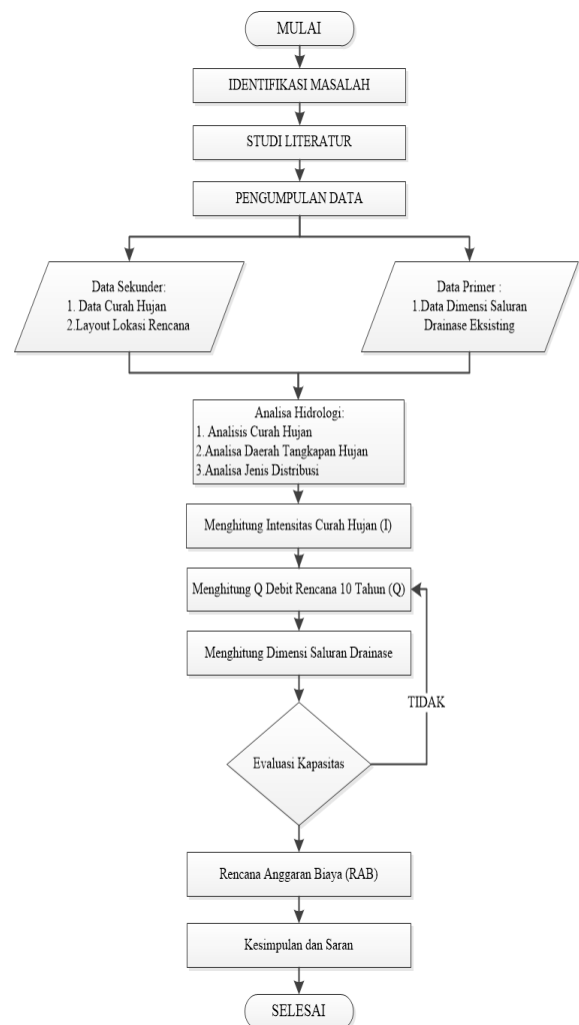 MULAI
IDENTIFIKASI MASALAH
STUDI LITERATUR
PENGUMPULAN DATA
Data Sekunder:
1. Data Curah Hujan
2.Layout Lokasi Rencana
Data Primer :
1.Data Dimensi Saluran
Drainase Eksisting
Analisa Hidrologi:
1. Analisis Curah Hujan
2.Analisa Daerah Tangkapan Hujan
3.Analisa Jenis Distribusi
Menghitung Intensitas Curah Hujan (I)
Menghitung Q Debit Rencana 10 Tahun (Q)
Menghitung Dimensi Saluran Drainase
TIDAK
Evaluasi Kapasitas
Rencana Anggaran Biaya (RAB)
Kesimpulan dan Saran
SELESAI